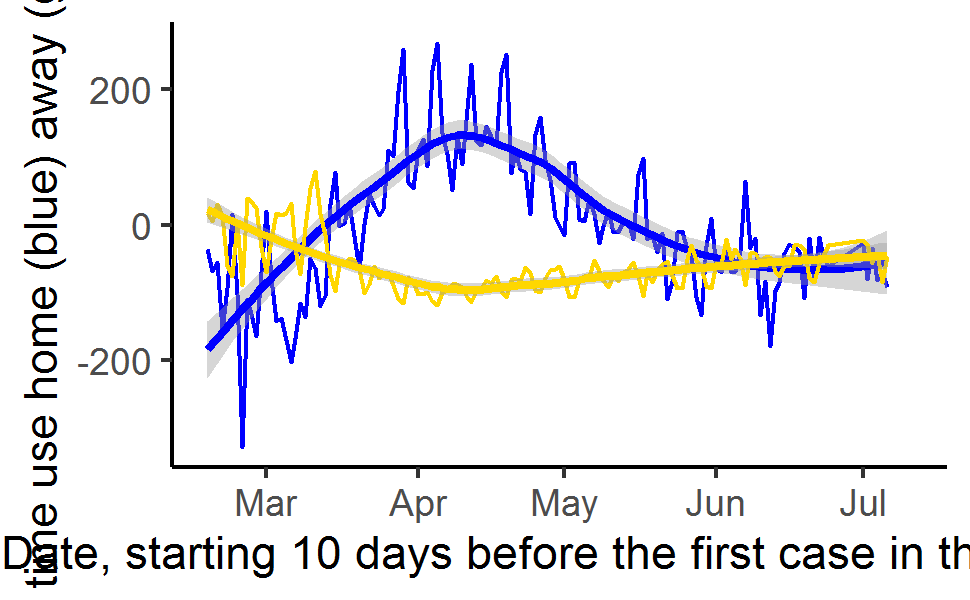 time use home (blue) away (
200
0
-200
Mar Apr May Jun Jul
Date, starting 10 days before the first case in th